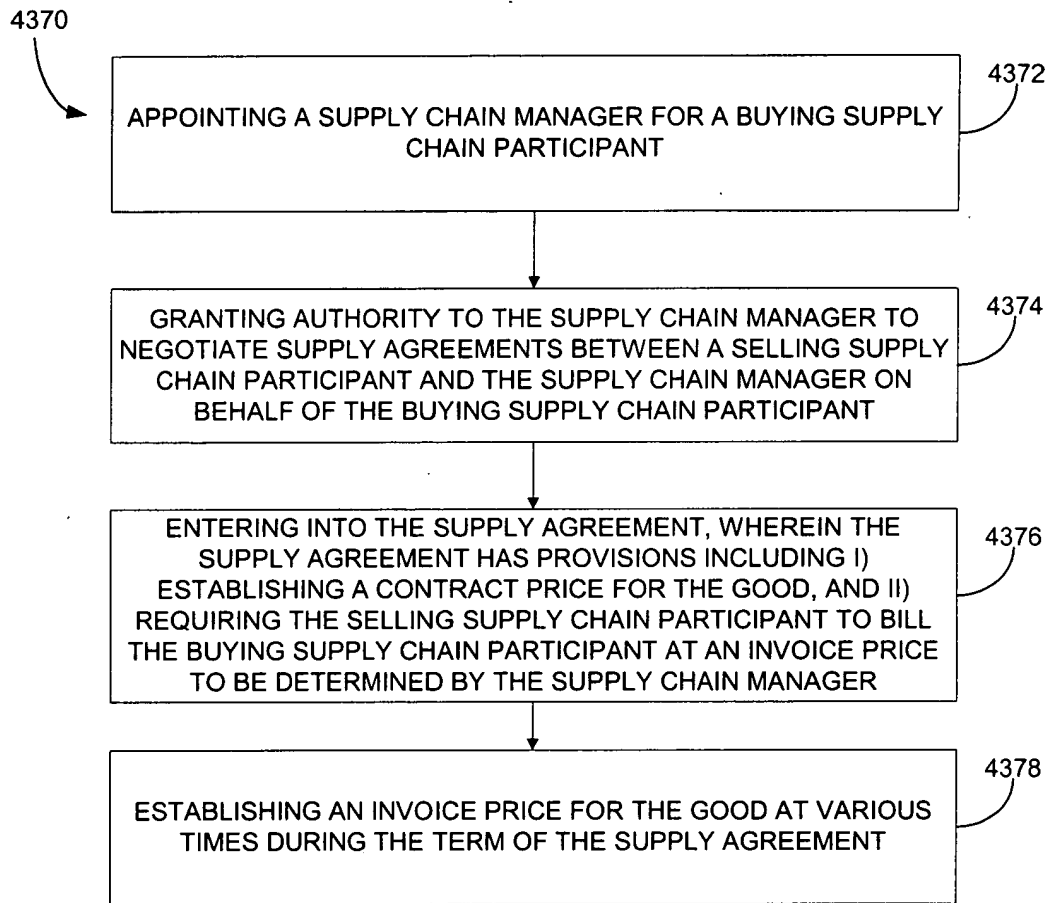 4370
4372
APPOINTING A SUPPLY CHAIN MANAGER FOR A BUYING SUPPLY
CHAIN PARTICIPANT
4374
GRANTING AUTHORITY TO THE SUPPLY CHAIN MANAGER TO
NEGOTIATE SUPPLY AGREEMENTS BETWEEN A SELLING SUPPLY
CHAIN PARTICIPANT AND THE SUPPLY CHAIN MANAGER ON
BEHALF OF THE BUYING SUPPLY CHAIN PARTICIPANT
4376
ENTERING INTO THE SUPPLY AGREEMENT, WHEREIN THE
SUPPLY AGREEMENT HAS PROVISIONS INCLUDING I)
ESTABLISHING A CONTRACT PRICE FOR THE GOOD, AND II)
REQUIRING THE SELLING SUPPLY CHAIN PARTICIPANT TO BILL
THE BUYING SUPPLY CHAIN PARTICIPANT AT AN INVOICE PRICE
TO BE DETERMINED BY THE SUPPLY CHAIN MANAGER
4378
ESTABLISHING AN INVOICE PRICE FOR THE GOOD AT VARIOUS
TIMES DURING THE TERM OF THE SUPPLY AGREEMENT